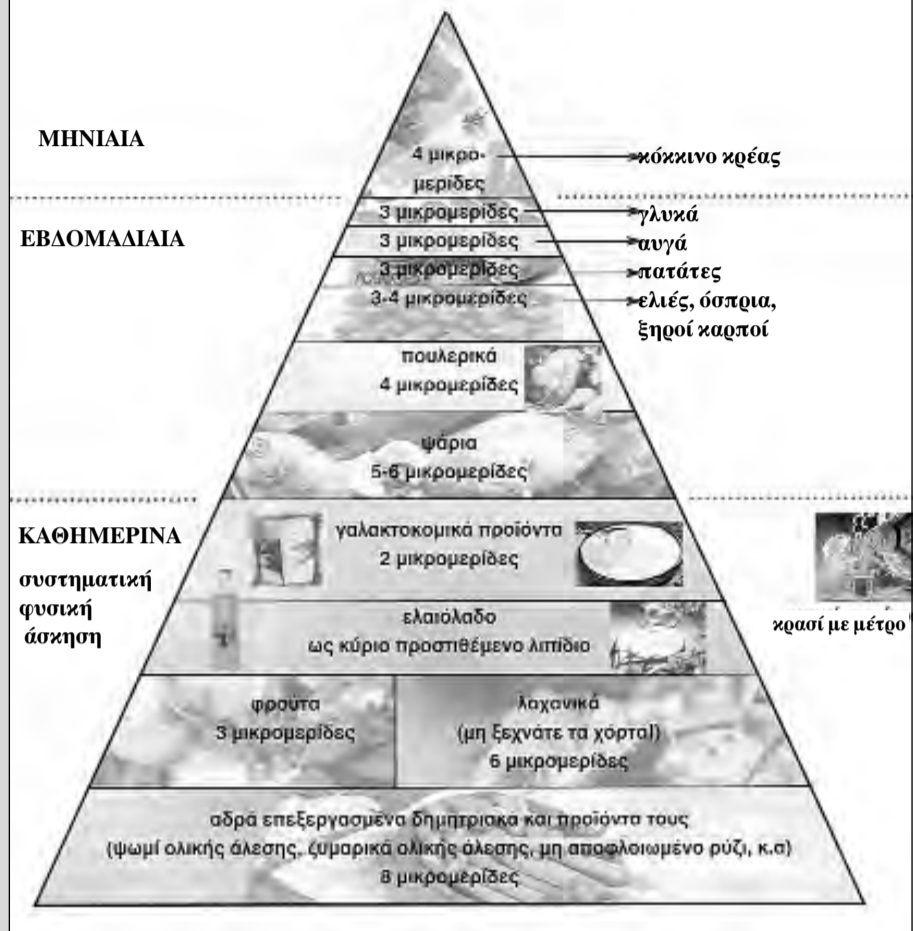 ΜΗΝΙΑΙΑ
4 μικρο-
μερίδες
κόκκινο κρέας
3 μικρομερίδες
γλυκά
ΕΒΔΟΜΑΔΙΑΙΑ
3 μικρομερίδες
αυγά
3 μικρομερίδες
πατάτες
3-4 μικρομερίδες
ελιές, όσπρια,
ξηροί καρποί
πουλερικά
4 μικρομερίδες
ψάρια
5-6 μικρομερίδες
ΚΑΘΗΜΕΡΙΝΑ
συστηματική
φυσική
άσκηση
γαλακτοκομικά προϊόντα
2 μικρομερίδες
κρασί με μέτρο
ελαιόλαδο
ως κύριο προστιθέμενο λιπίδιο
φρούτα
3 μικρομερίδες
λαχανικά
(μη ξεχνάτε τα χόρτα!)
6 μικρομερίδες
αδρά επεξεργασμένα δημητριακά και προϊόντα τους
(ψωμί ολικής άλεσης, ζυμαρικά ολικής άλεσης, μη αποφλοιωμένο ρύζι, κ.α)
8 μικρομερίδες